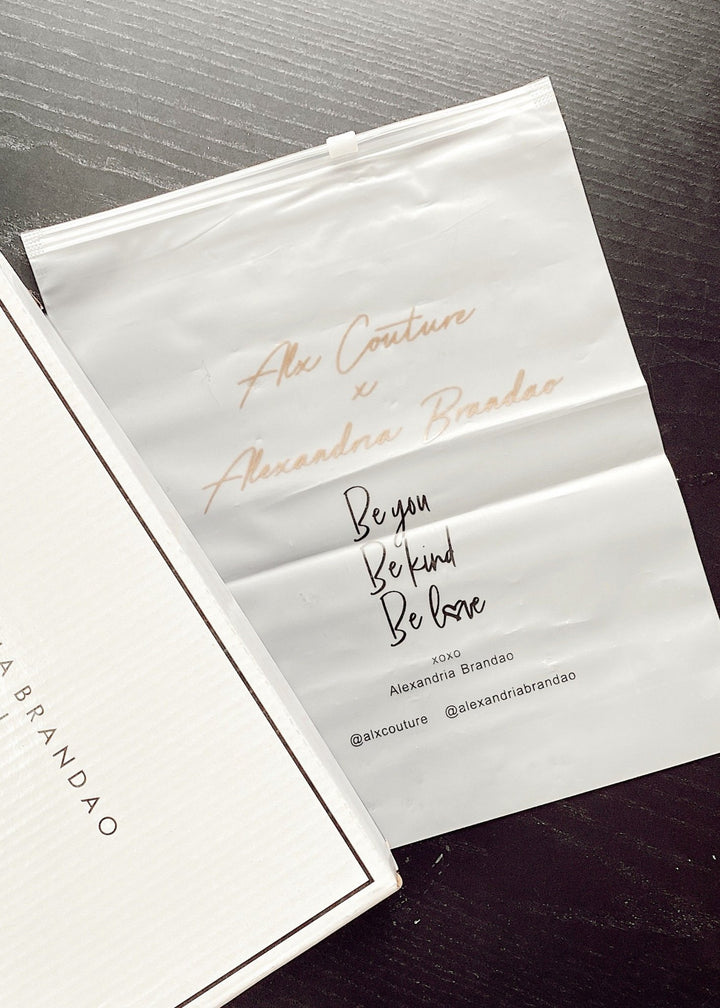 Alx Couture
x
Alexandria Brandao
Be you
Be kind
Be love
xoxo
Alexandria Brandao
@alxcouture @alexandriabrandao
BRANDAO